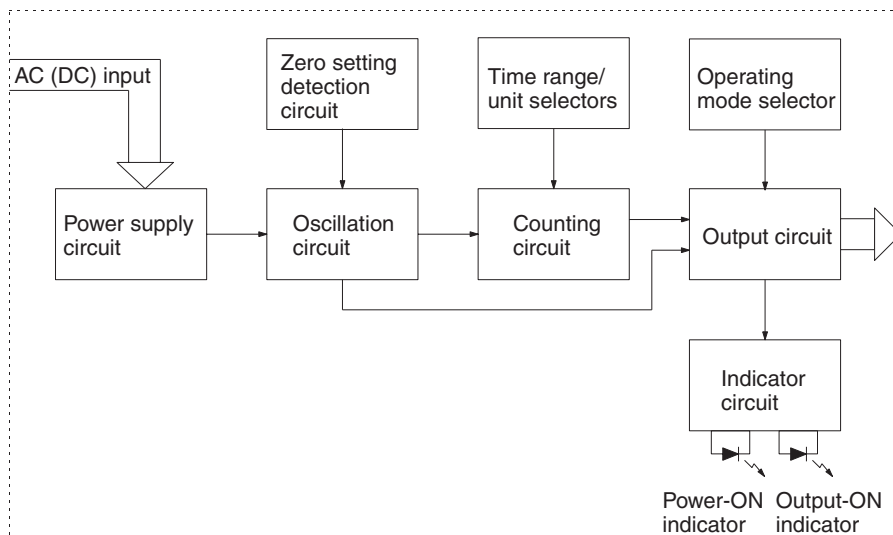 AC (DC) input
Zero setting
detection
circuit
Time range/
unit selectors
Operating
mode selector
Power supply
circuit
Oscillation
circuit
Counting
circuit
Output circuit
Indicator
circuit
Power-ON
indicator
Output-ON
indicator